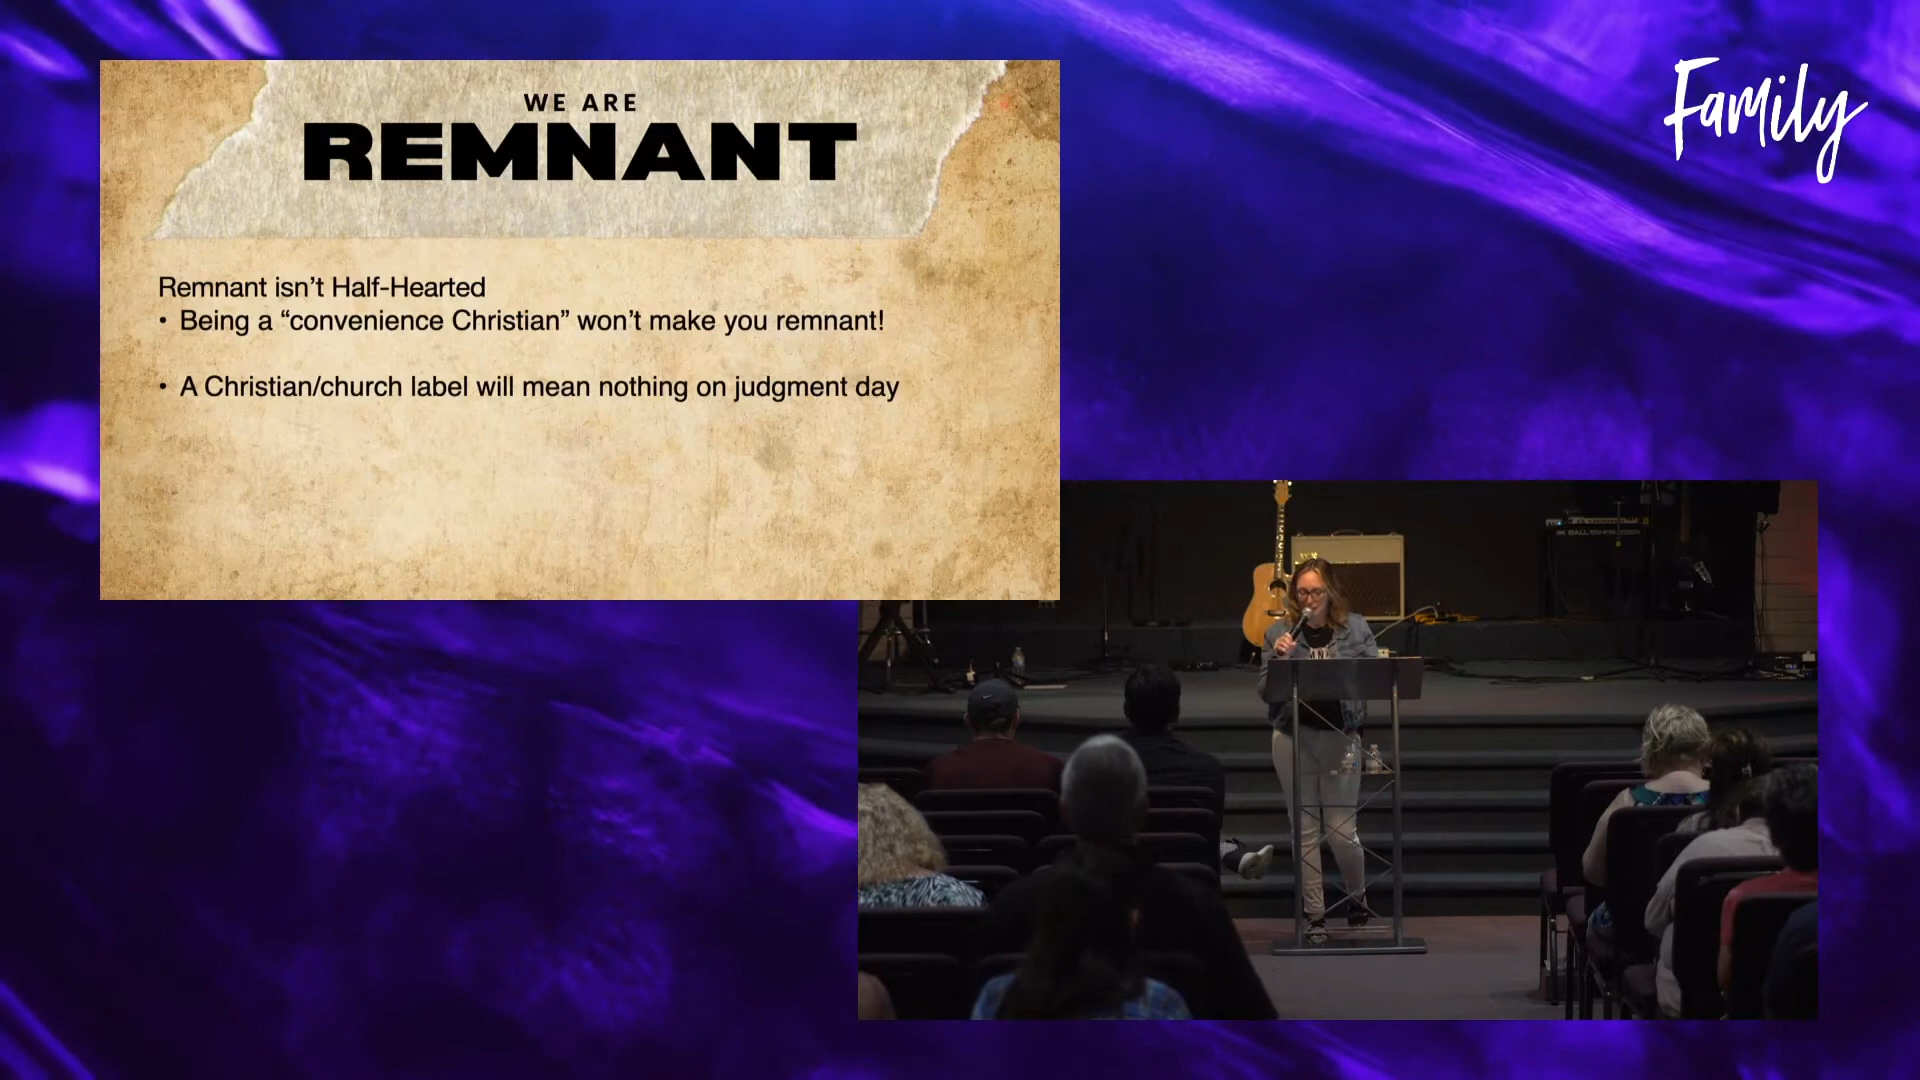 WE ARE
REMNANT
Family
Remnant isn’t Half-Hearted
• Being a “convenience Christian” won’t make you remnant!
• A Christian/church label will mean nothing on judgment day